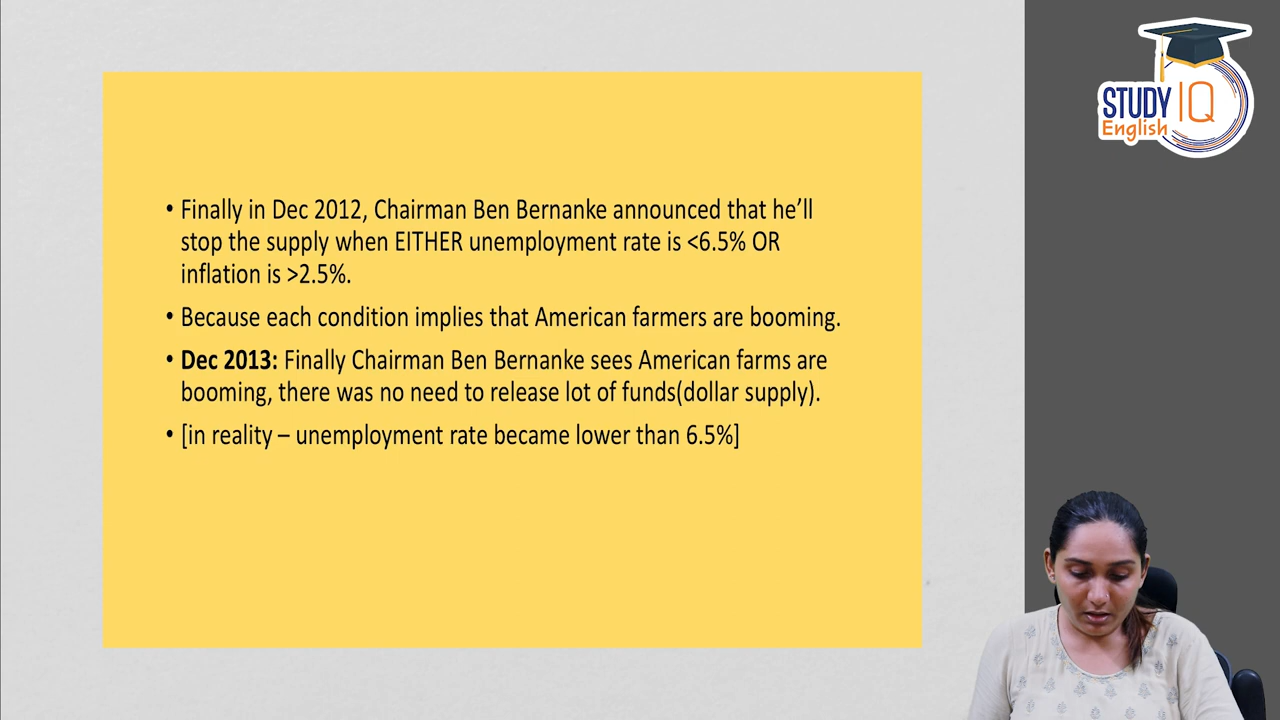 STUDY IQ
English
• Finally in Dec 2012, Chairman Ben Bernanke announced that he’ll
stop the supply when EITHER unemployment rate is <6.5% OR
inflation is >2.5%.
• Because each condition implies that American farmers are booming.
• Dec 2013: Finally Chairman Ben Bernanke sees American farms are
booming, there was no need to release lot of funds(dollar supply).
• [in reality – unemployment rate became lower than 6.5%]